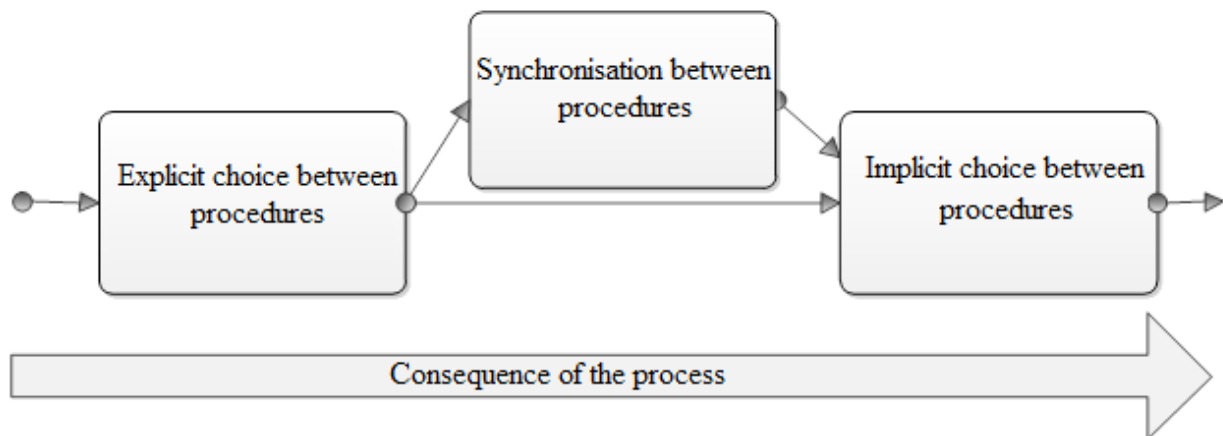 Synchronisation between
procedures
Explicit choice between
procedures
Implicit choice between
procedures
Consequence of the process